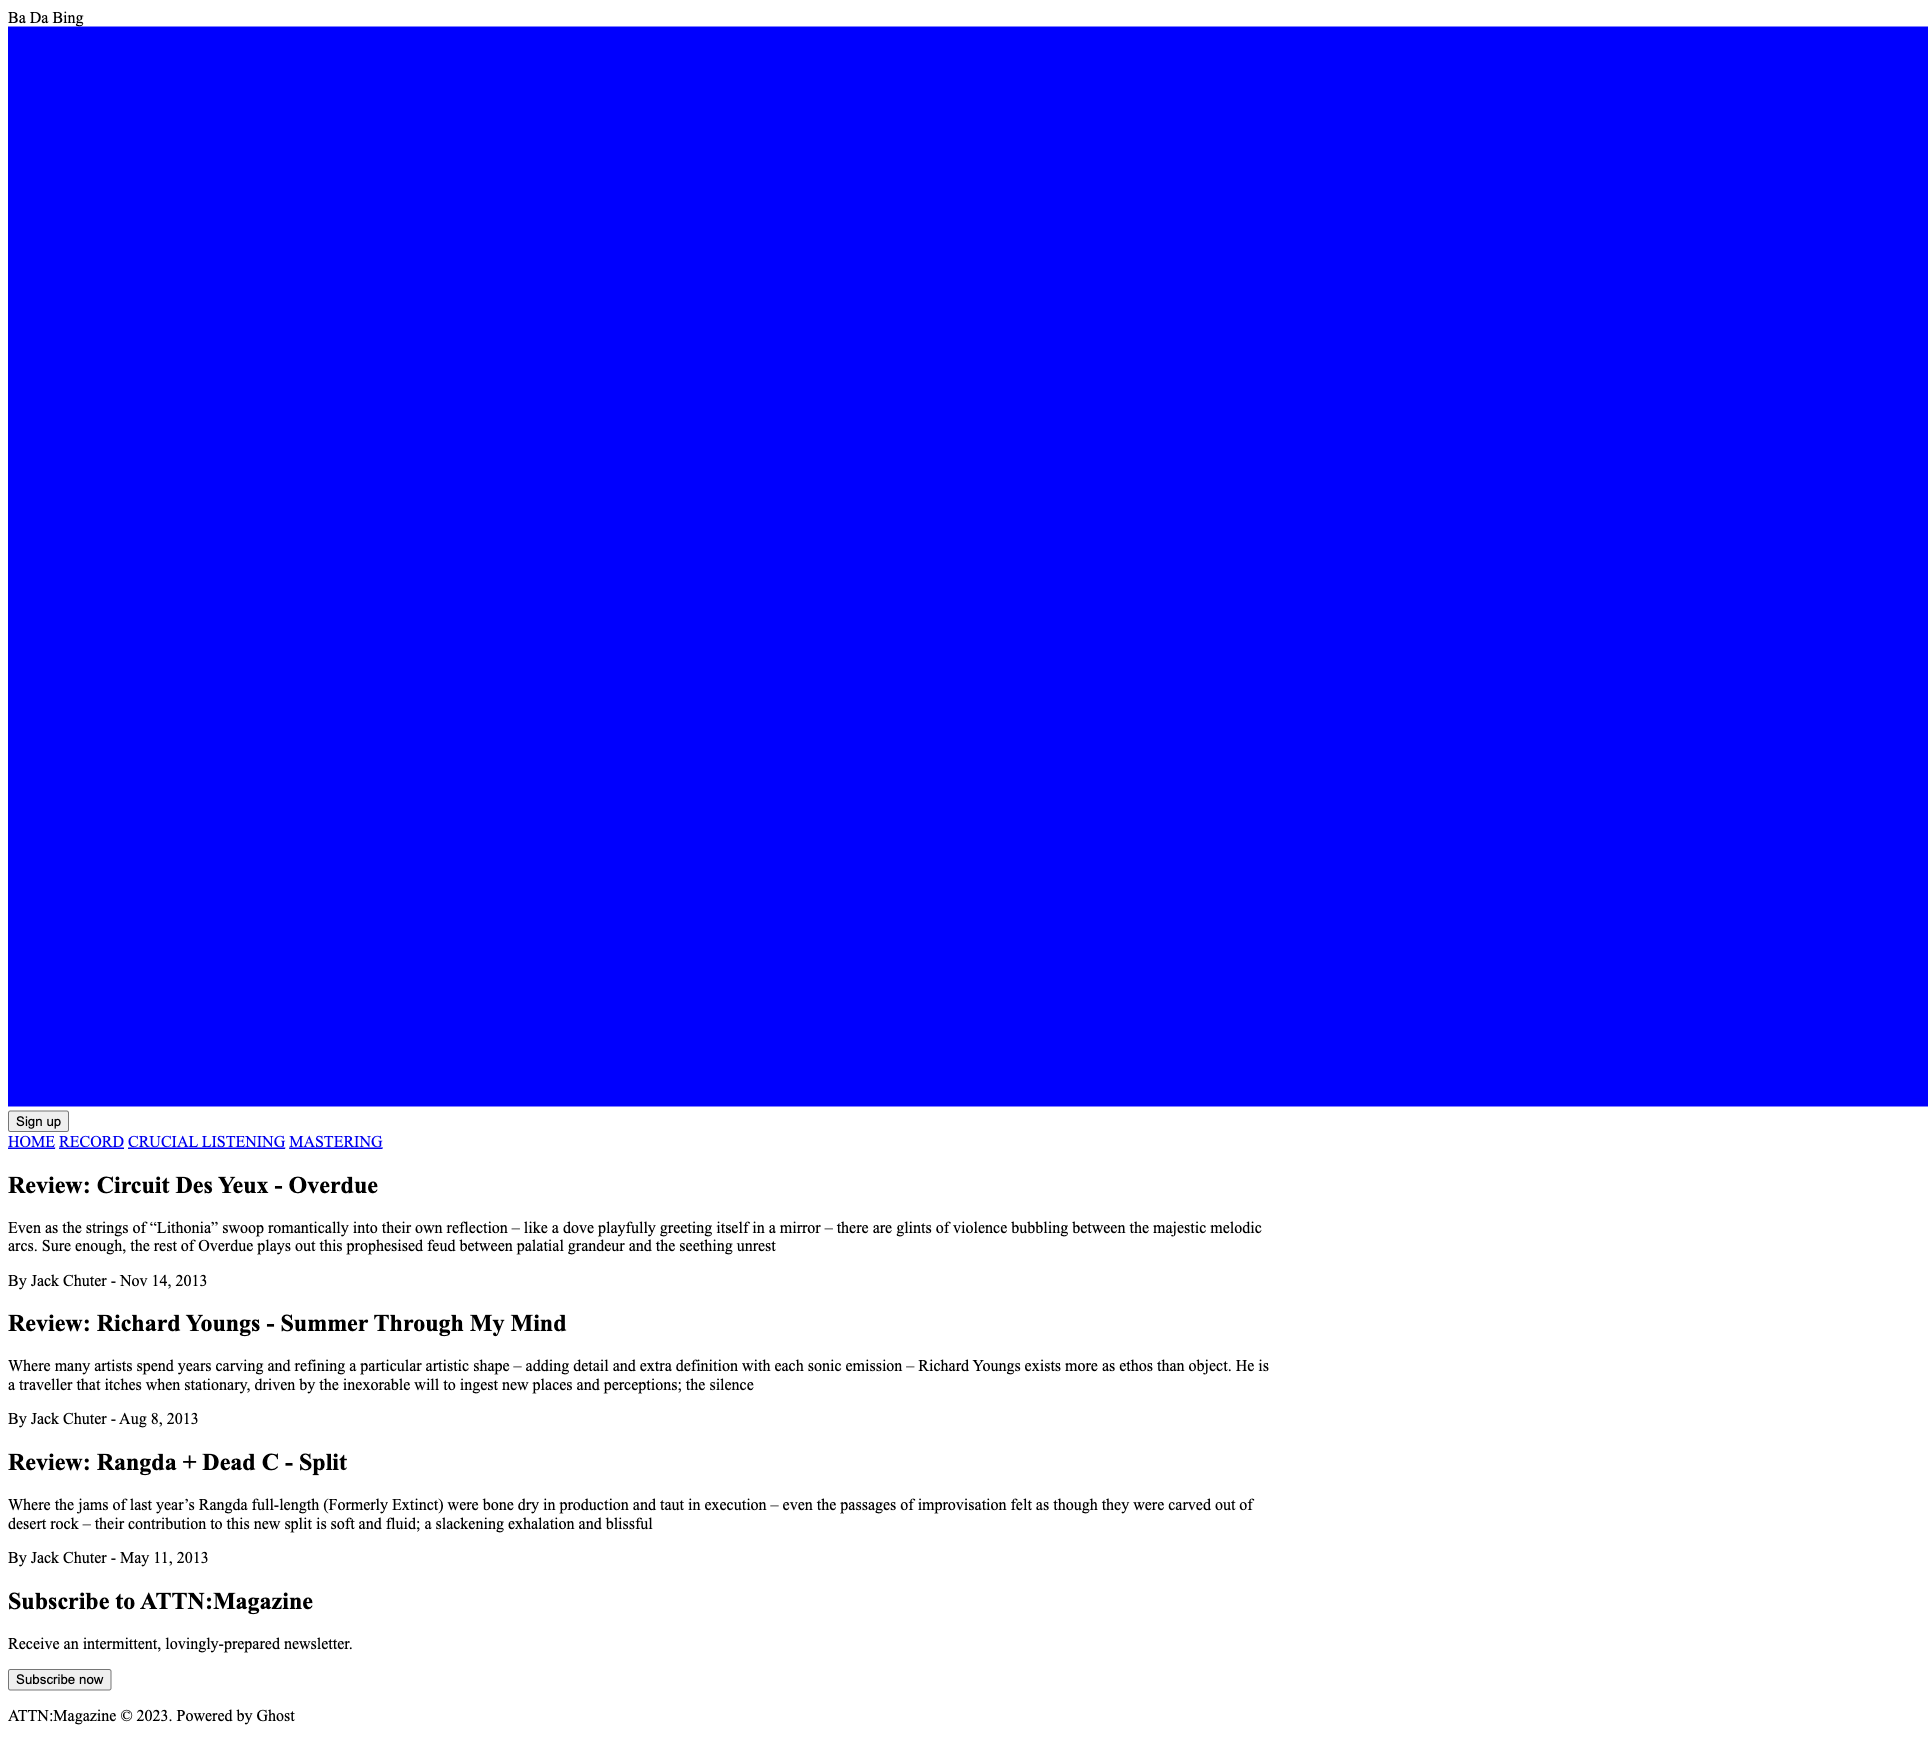 Ba Da Bing
Sign up
HOME RECORD CRUCIAL LISTENING MASTERING
Review: Circuit Des Yeux - Overdue
Even as the strings of “Lithonia” swoop romantically into their own reflection – like a dove playfully greeting itself in a mirror – there are glints of violence bubbling between the majestic melodic
arcs. Sure enough, the rest of Overdue plays out this prophesised feud between palatial grandeur and the seething unrest
By Jack Chuter - Nov 14, 2013
Review: Richard Youngs - Summer Through My Mind
Where many artists spend years carving and refining a particular artistic shape – adding detail and extra definition with each sonic emission – Richard Youngs exists more as ethos than object. He is
a traveller that itches when stationary, driven by the inexorable will to ingest new places and perceptions; the silence
By Jack Chuter - Aug 8, 2013
Review: Rangda + Dead C - Split
Where the jams of last year’s Rangda full-length (Formerly Extinct) were bone dry in production and taut in execution – even the passages of improvisation felt as though they were carved out of
desert rock – their contribution to this new split is soft and fluid; a slackening exhalation and blissful
By Jack Chuter - May 11, 2013
Subscribe to ATTN:Magazine
Receive an intermittent, lovingly-prepared newsletter.
Subscribe now
ATTN:Magazine © 2023. Powered by Ghost